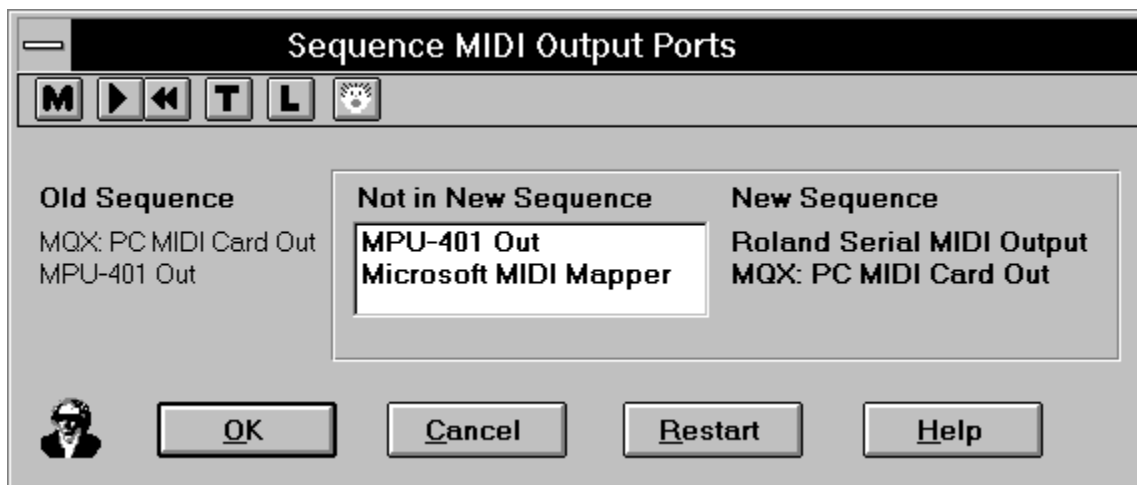 Sequence MIDI Output Ports
M T L
Old Sequence
MQX: PC MIDI Card Out
MPU-401 Out
Not in New Sequence
MPU-401 Out
Microsoft MIDI Mapper
New Sequence
Roland Serial MIDI Output
MQX: PC MIDI Card Out
OK
Cancel
Restart
Help